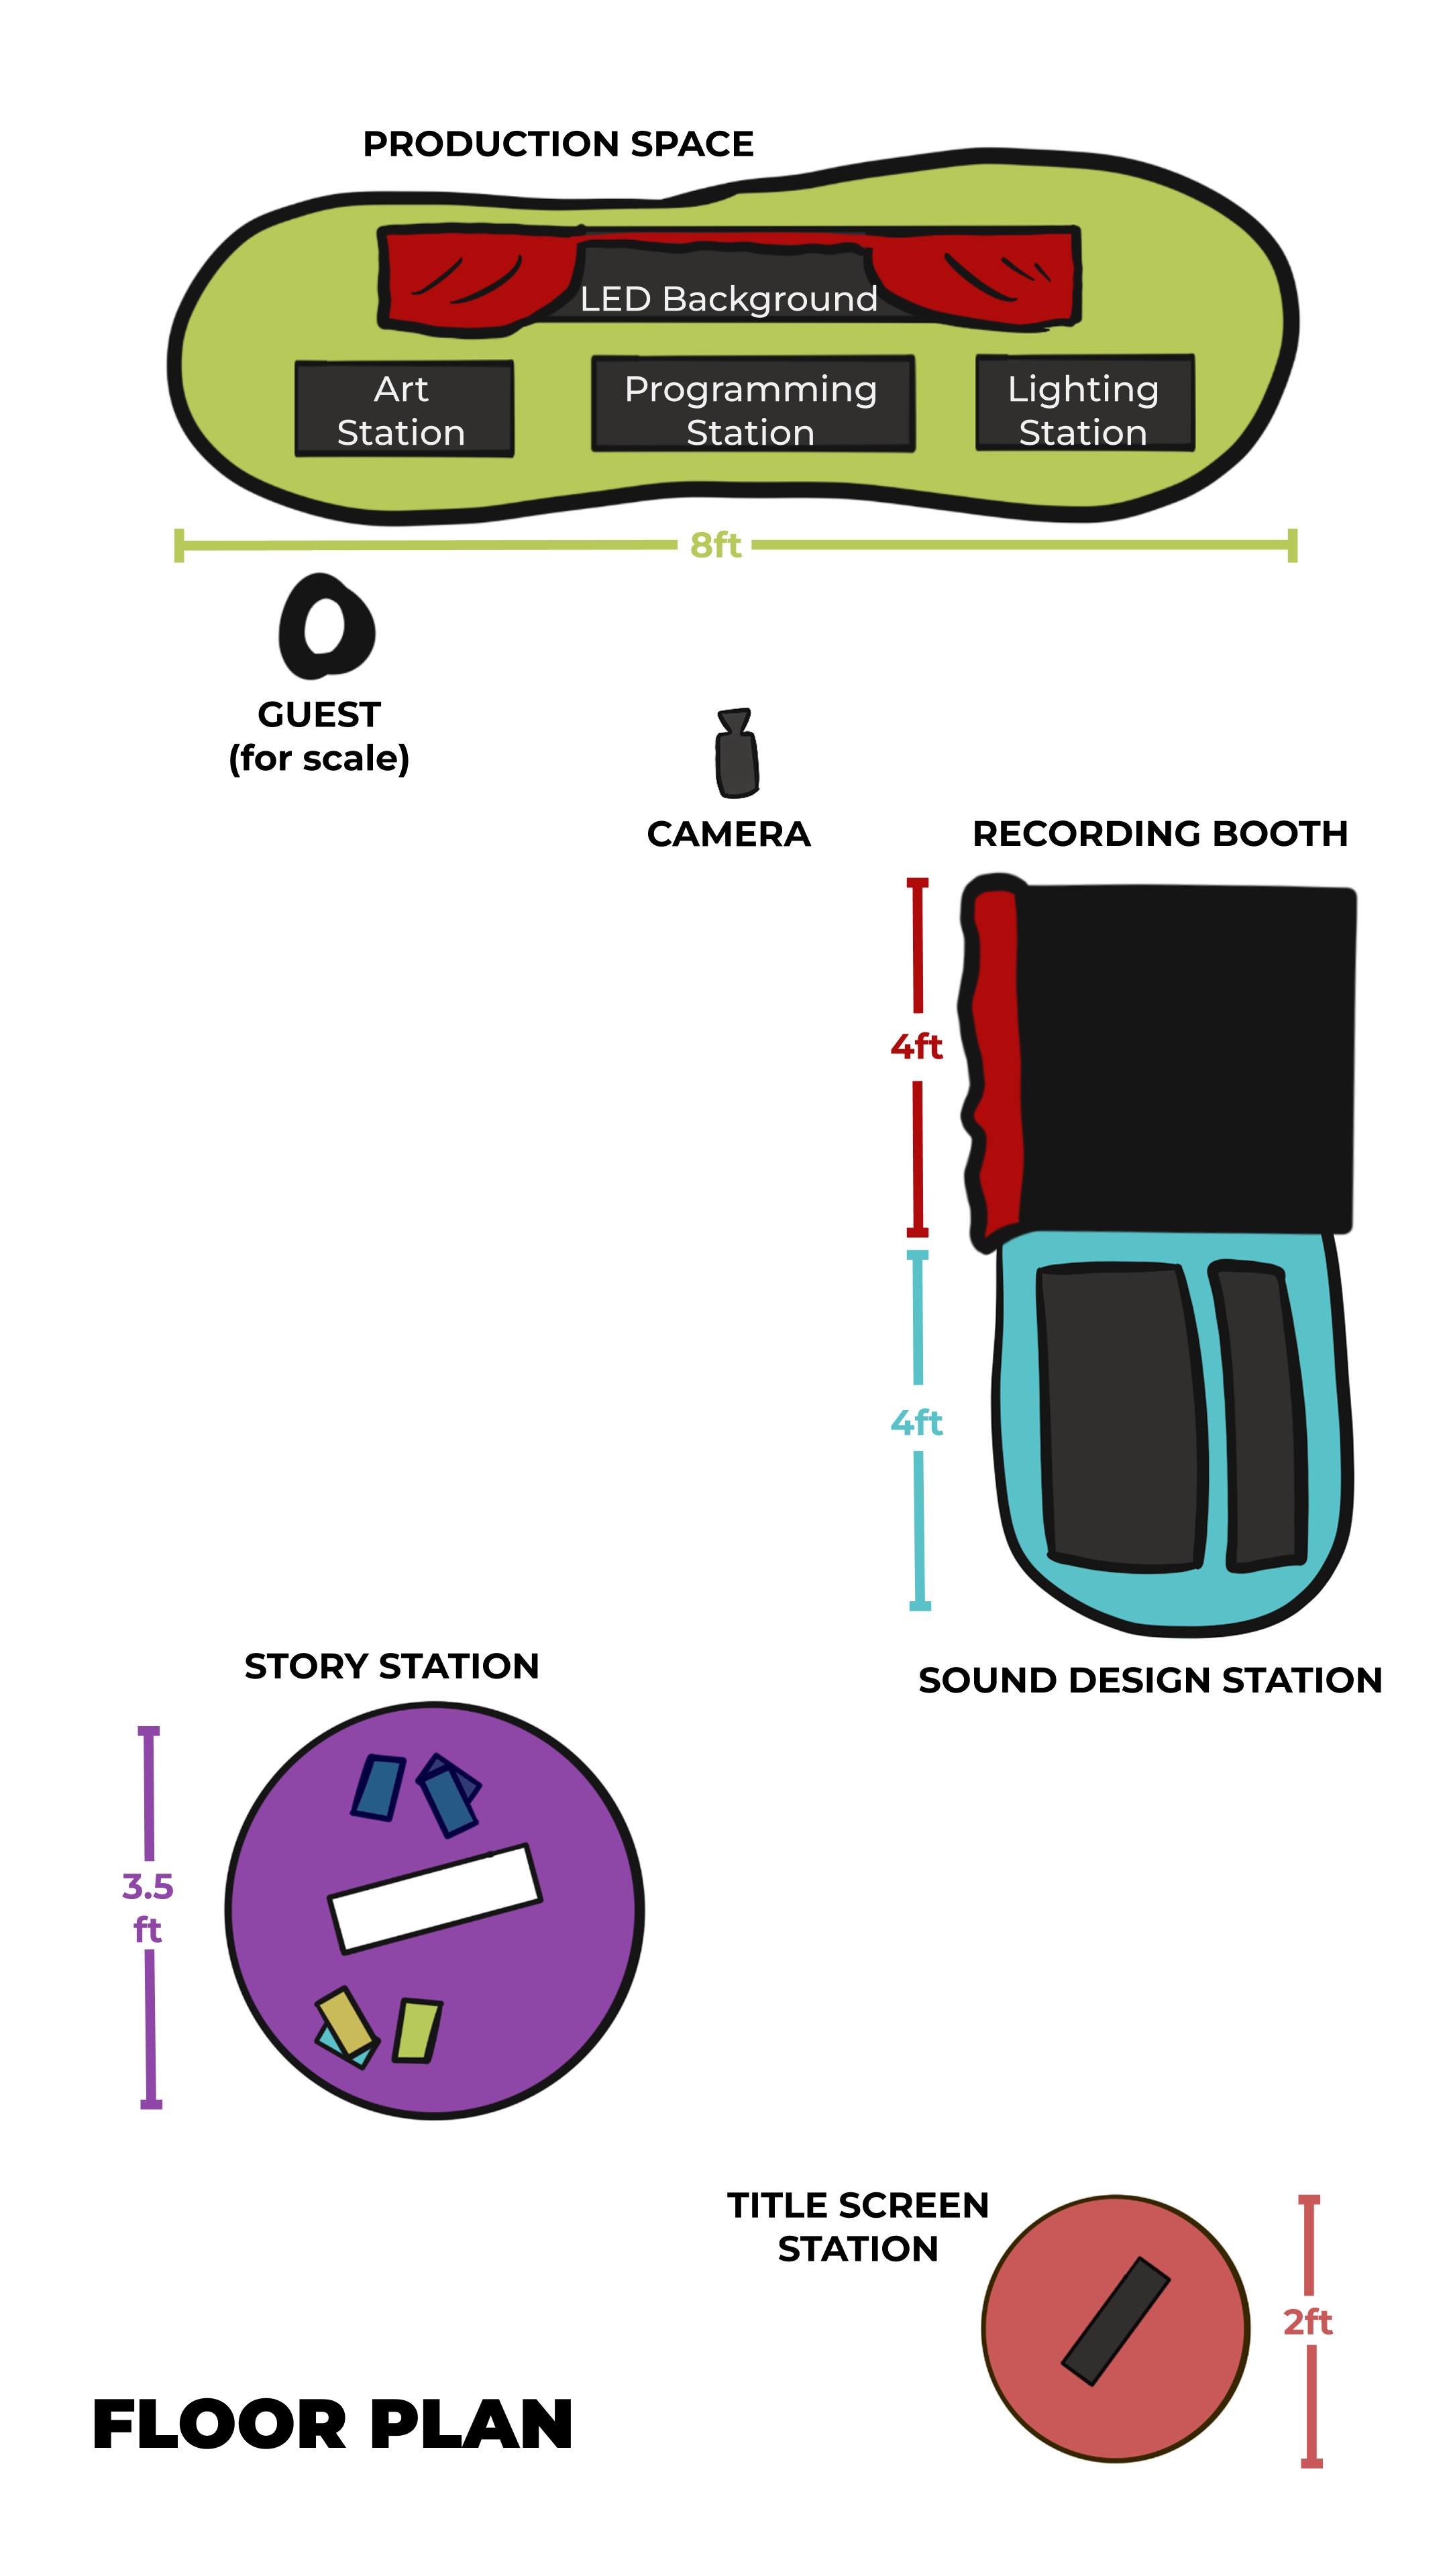 PRODUCTION SPACE
LED Background
Art
Station
Programming
Station
Lighting
Station
8ft
GUEST
(for scale)
CAMERA
RECORDING BOOTH
4ft
4ft
SOUND DESIGN STATION
STORY STATION
3.5
ft
TITLE SCREEN
STATION
2ft
FLOOR PLAN